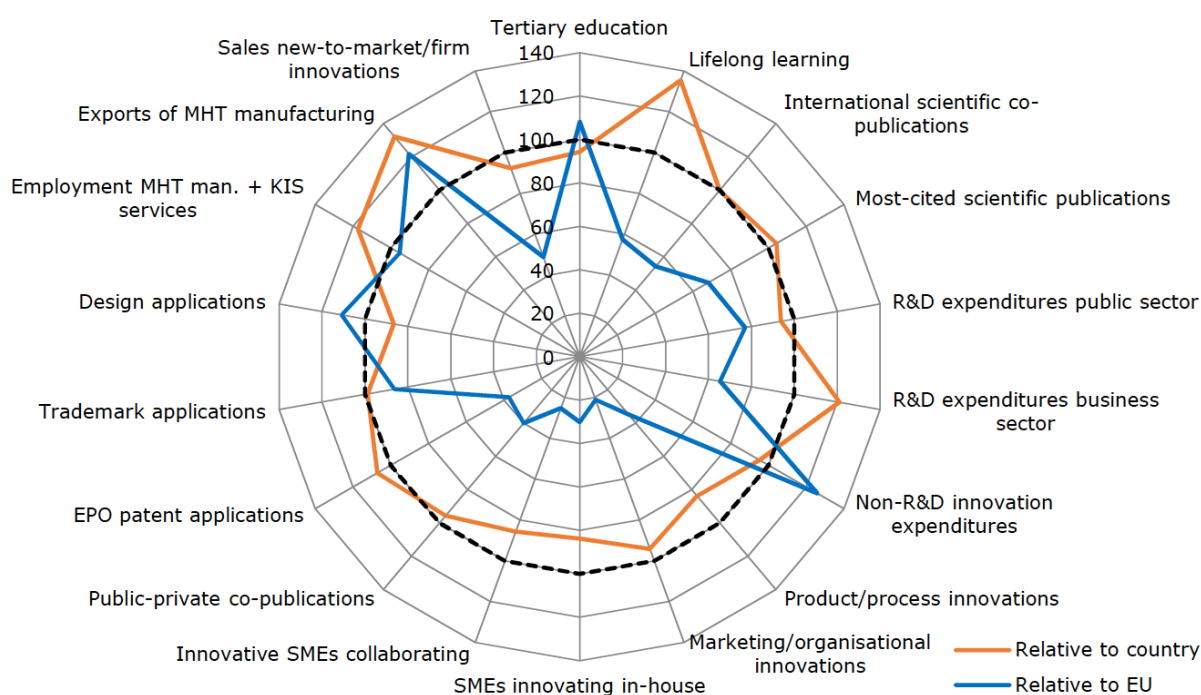 Tertiary education
Sales new-to-market/firm
innovations
Lifelong learning
Exports of MHT manufacturing
International scientific co-
publications
Employment MHT man. + KIS
services
Most-cited scientific publications
Design applications
R&D expenditures public sector
Trademark applications
R&D expenditures business
sector
EPO patent applications
Non-R&D innovation
expenditures
Public-private co-publications
Product/process innovations
Innovative SMEs collaborating
Marketing/organisational
innovations
SMEs innovating in-house
140
120
100
80
60
40
20
0
Relative to country
Relative to EU